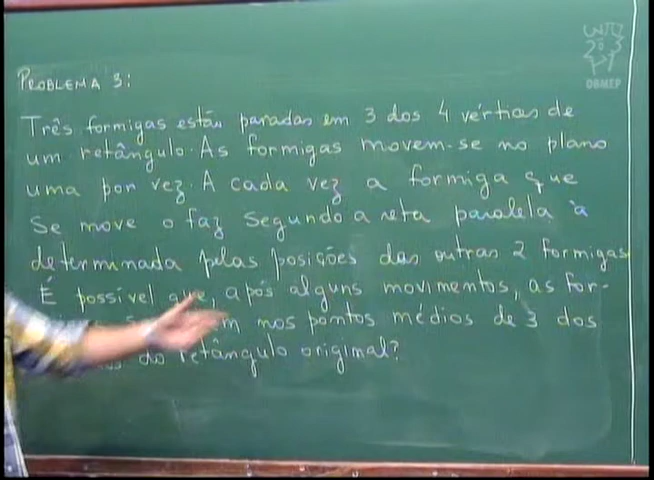 PROBLEMA 3:
Três formigas estão paradas em 3 dos 4 vértices de
um retângulo. As formigas movem-se no plano
uma por vez. A cada vez a formiga que
se move o faz segundo a reta paralela à
determinada pelas posições das outras 2 formigas.
É possível que, após alguns movimentos, as for-
nos pontos médios de 3 dos
do retângulo original?
OBMEP